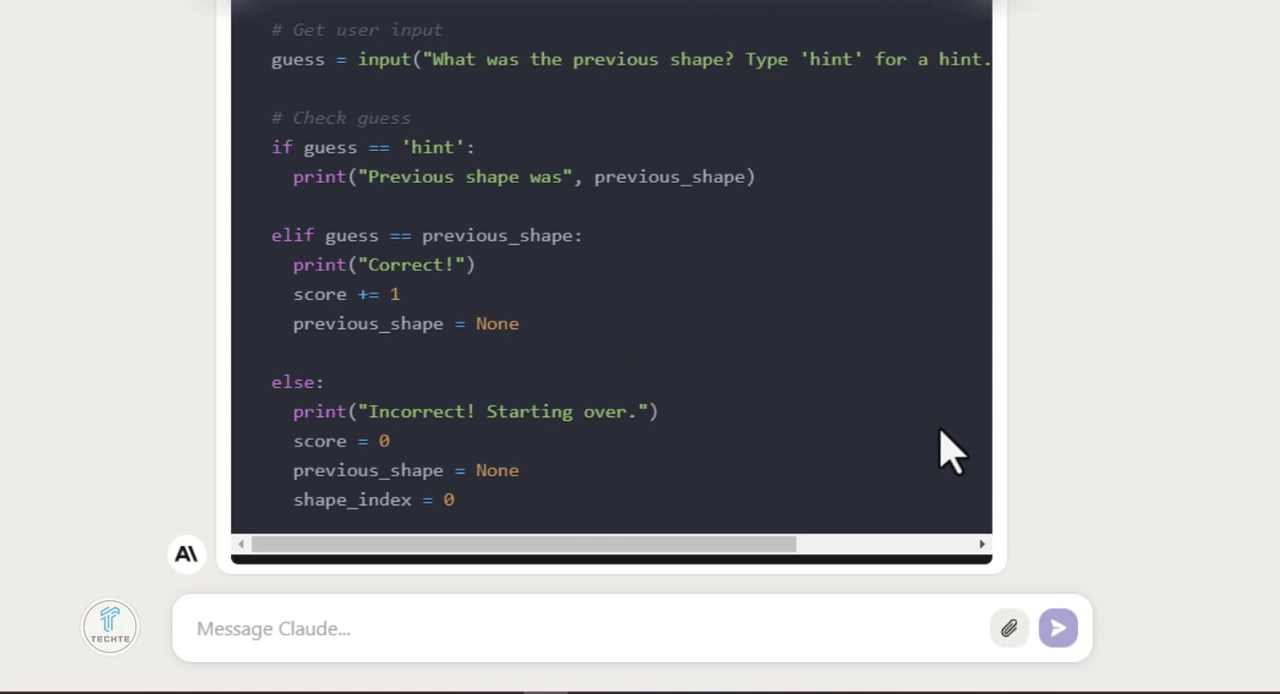 # Get user input
guess = input("What was the previous shape? Type 'hint' for a hint.
# Check guess
if guess == 'hint':
print("Previous shape was", previous_shape)
elif guess == previous_shape:
print("Correct!")
score += 1
previous_shape = None
else:
print("Incorrect! Starting over.")
score = 0
previous_shape = None
shape_index = 0
A\
TECHTE
Message Claude...